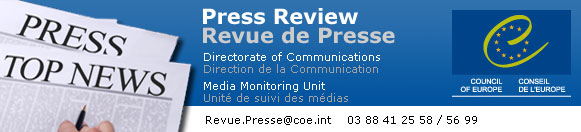 PRESS
TOP NEWS
Press Review
Revue de Presse
Directorate of Communications
Direction de la Communication
Media Monitoring Unit
Unité de suivi des médias
Revue.Presse@coe.int 03 88 41 25 58 / 56 99
COUNCIL CONSEIL
OF EUROPE DE L'EUROPE